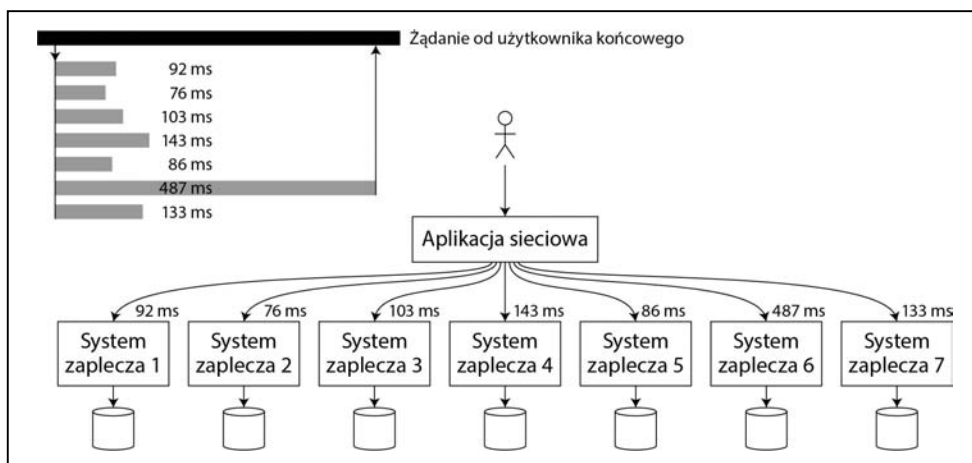 Żądanie od użytkownika końcowego
92 ms
76 ms
103 ms
143 ms
86 ms
487 ms
133 ms
Aplikacja sieciowa
92 ms
76 ms
103 ms
143 ms
86 ms
487 ms
133 ms
System
zaplecza 1
System
zaplecza 2
System
zaplecza 3
System
zaplecza 4
System
zaplecza 5
System
zaplecza 6
System
zaplecza 7